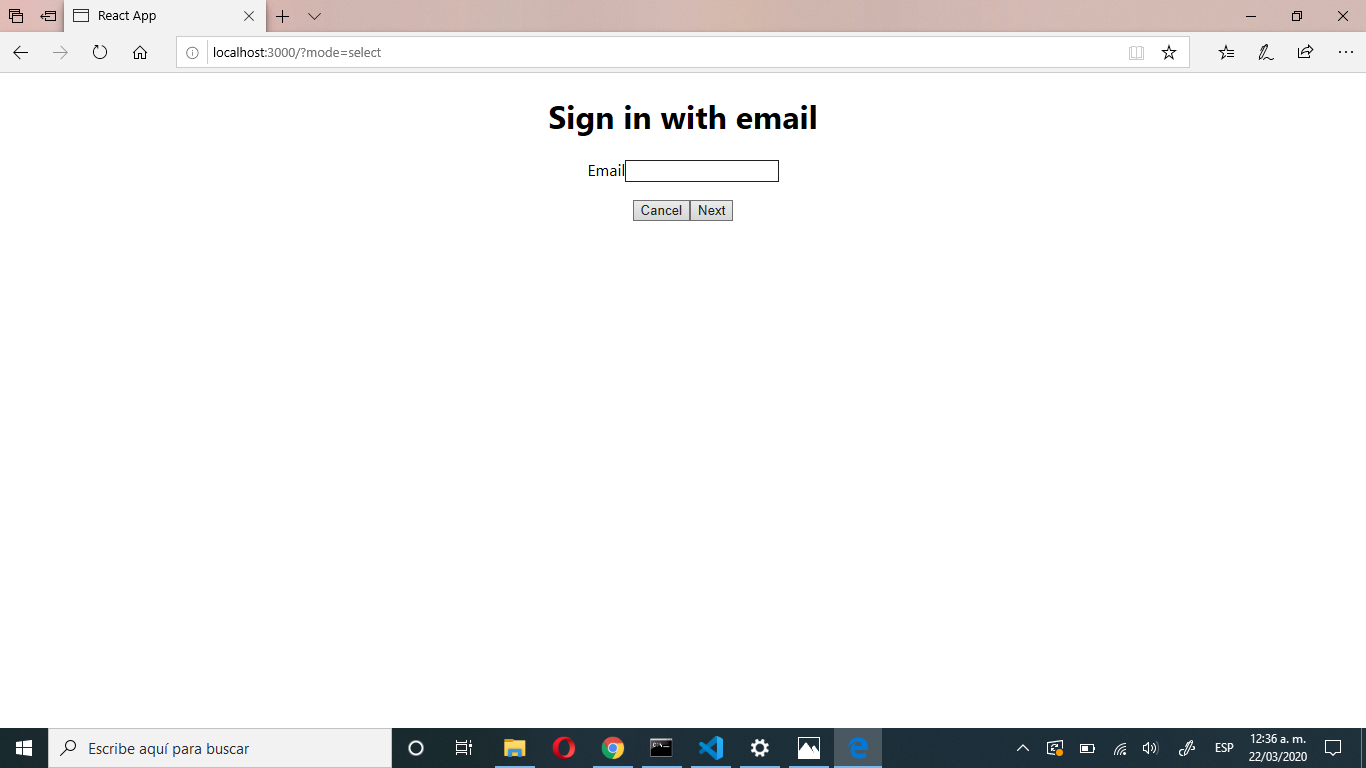 React App
localhost:3000/?mode=select
Sign in with email
Email
Cancel Next
Escribe aquí para buscar
ESP
12:36 a. m.
22/03/2020